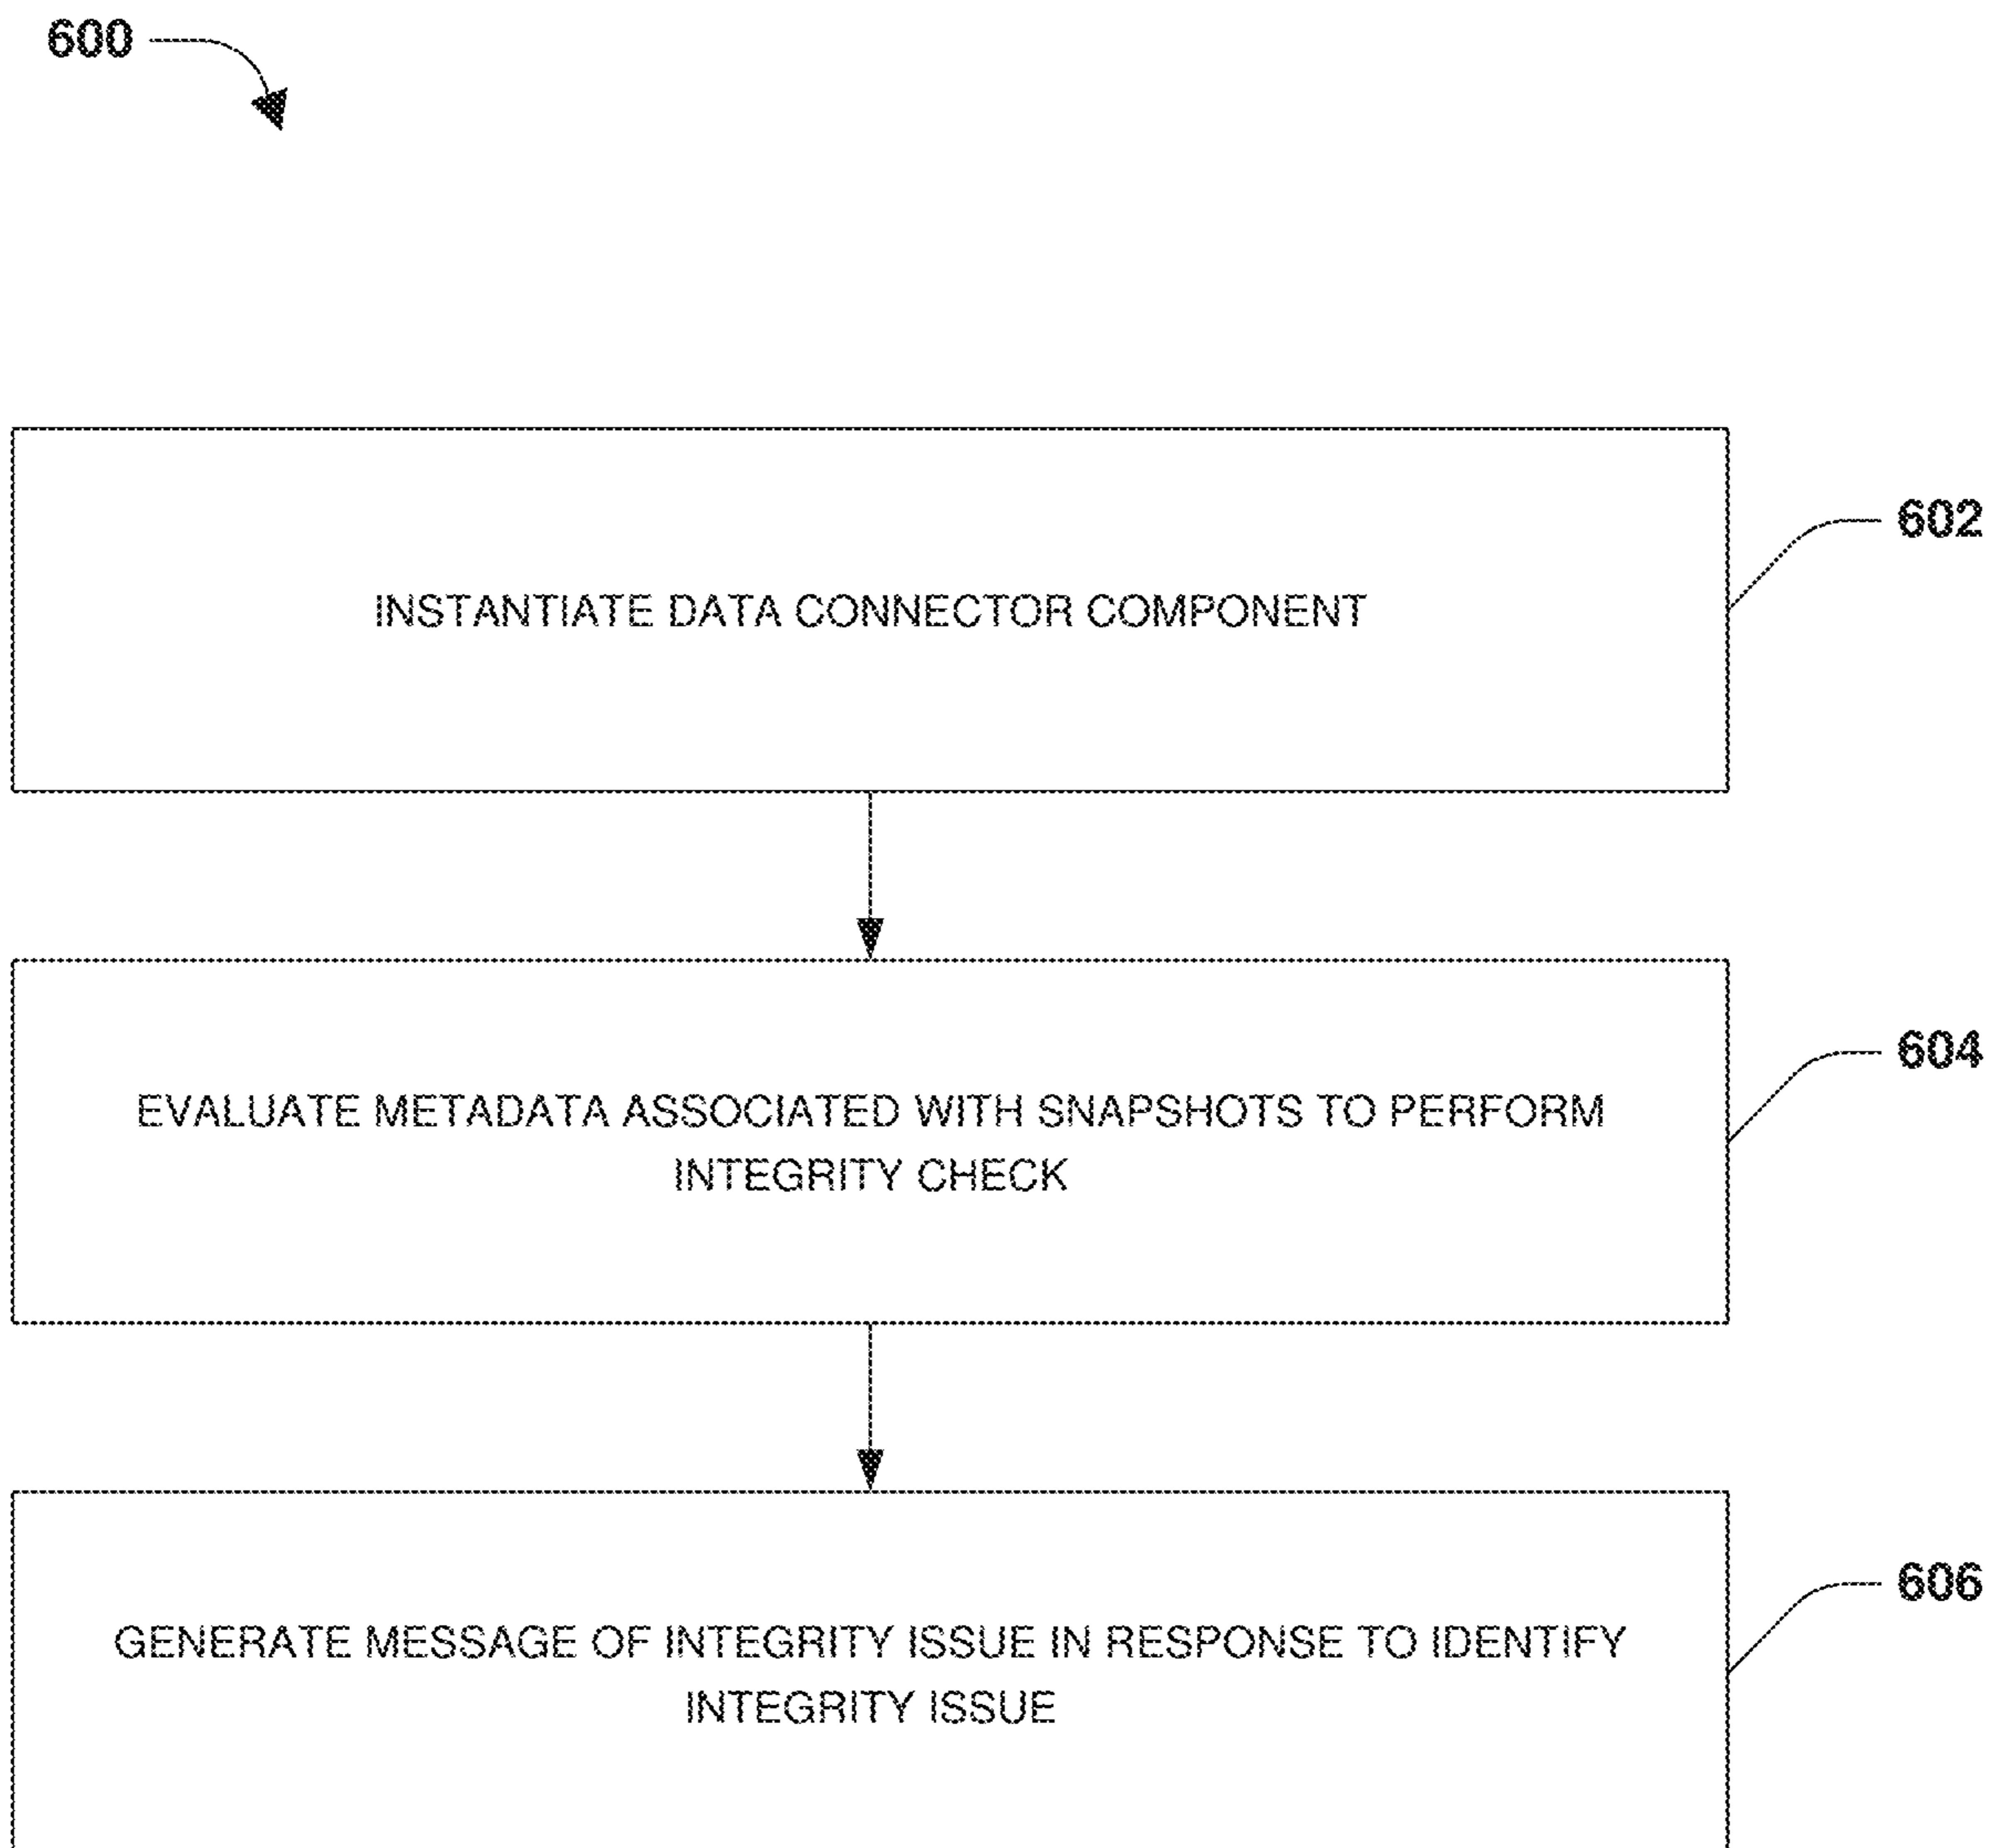 600
602
INSTANTIATE DATA CONNECTOR COMPONENT
604
EVALUATE METADATA ASSOCIATED WITH SNAPSHOTS TO PERFORM
INTEGRITY CHECK
606
GENERATE MESSAGE OF INTEGRITY ISSUE IN RESPONSE TO IDENTIFY
INTEGRITY ISSUE